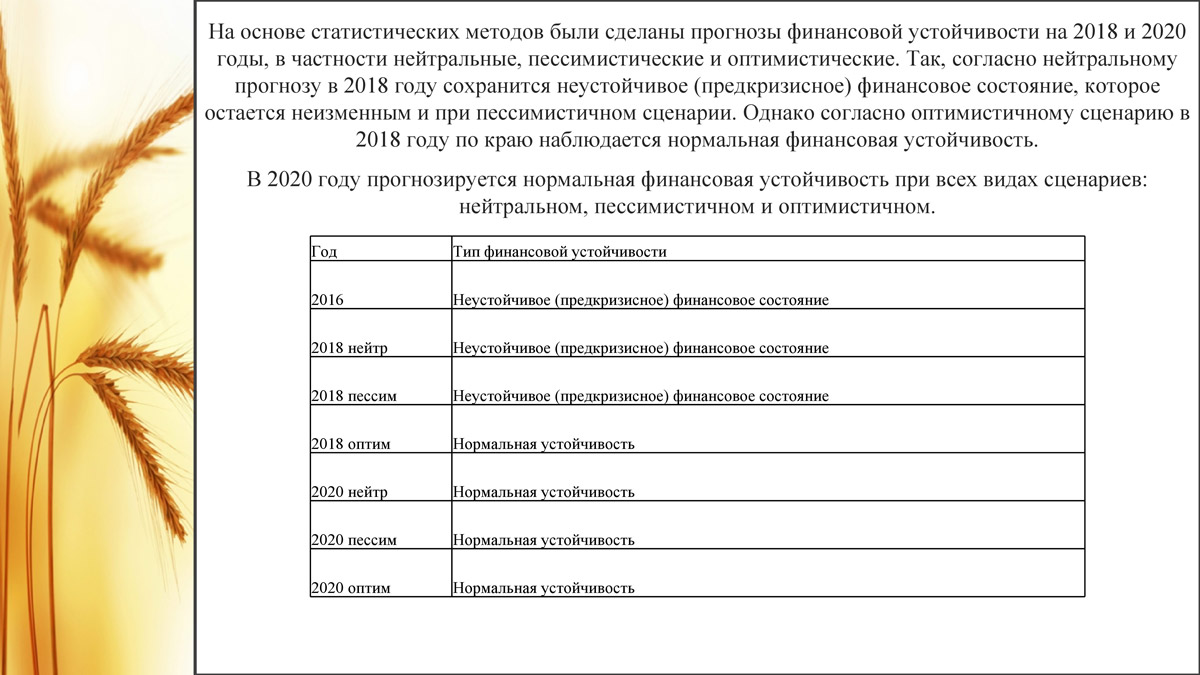 На основе статистических методов были сделаны прогнозы финансовой устойчивости на 2018 и 2020
годы, в частности нейтральные, пессимистические и оптимистические. Так, согласно нейтральному
прогнозу в 2018 году сохранится неустойчивое (предкризисное) финансовое состояние, которое
остается неизменным и при пессимистичном сценарии. Однако согласно оптимистичному сценарию в
2018 году по краю наблюдается нормальная финансовая устойчивость.
В 2020 году прогнозируется нормальная финансовая устойчивость при всех видах сценариев:
нейтральном, пессимистичном и оптимистичном.
Год Тип финансовой устойчивости
2016 Неустойчивое (предкризисное) финансовое состояние
2018 нейтр Неустойчивое (предкризисное) финансовое состояние
2018 пессим Неустойчивое (предкризисное) финансовое состояние
2018 оптим Нормальная устойчивость
2020 нейтр Нормальная устойчивость
2020 пессим Нормальная устойчивость
2020 оптим Нормальная устойчивость